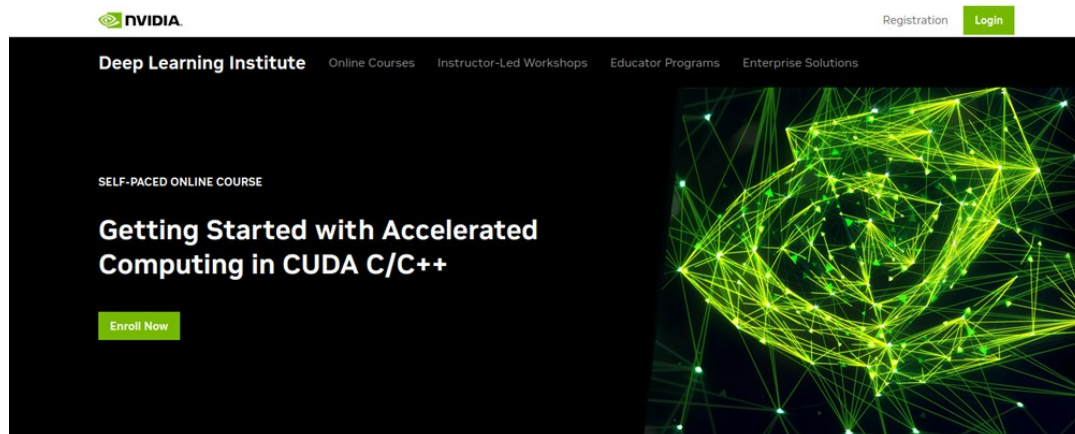 NVIDIA.
Registration
Login
Deep Learning Institute
Online Courses
Instructor-Led Workshops
Educator Programs
Enterprise Solutions
SELF-PACED ONLINE COURSE
Getting Started with Accelerated
Computing in CUDA C/C++
Enroll Now